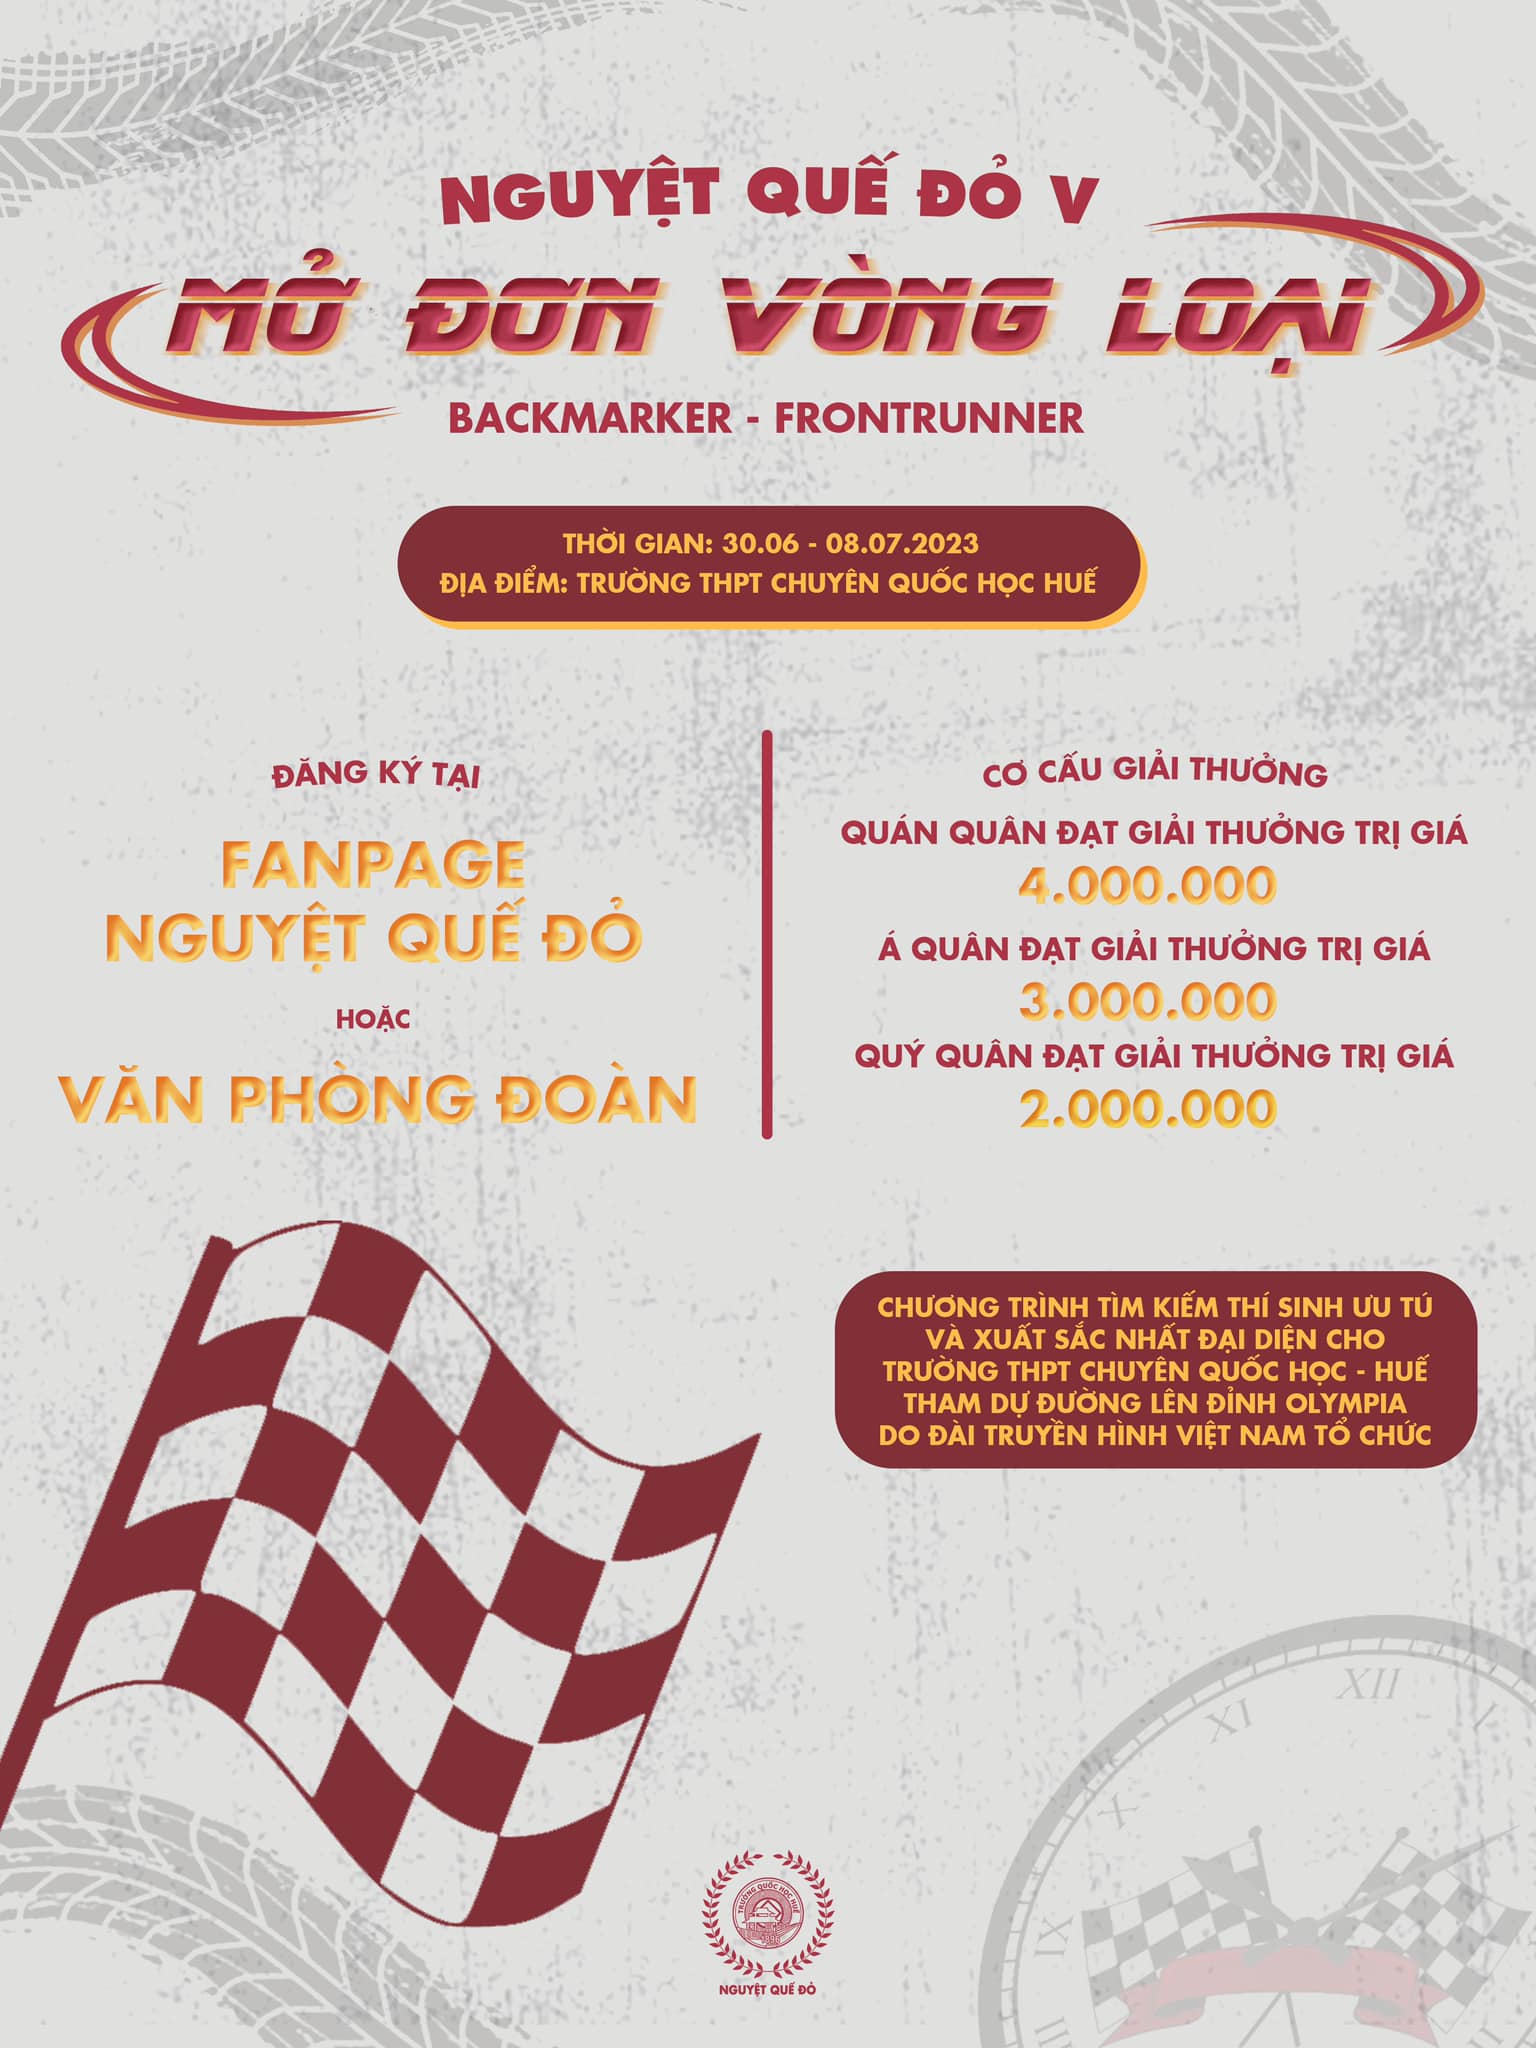 NGUYỆT QUẾ ĐỎ V
MỞ ĐƠN VÒNG LOẠI
BACKMARKER - FRONTRUNNER
THỜI GIAN: 30.06 - 08.07.2023
ĐỊA ĐIỂM: TRƯỜNG THPT CHUYÊN QUỐC HỌC HUẾ
ĐĂNG KÝ TẠI
FANPAGE
NGUYỆT QUẾ ĐỎ
HOẶC
VĂN PHÒNG ĐOÀN
CƠ CẤU GIẢI THƯỞNG
QUÁN QUÂN ĐẠT GIẢI THƯỞNG TRỊ GIÁ
4.000.000
Á QUÂN ĐẠT GIẢI THƯỞNG TRỊ GIÁ
3.000.000
QUÝ QUÂN ĐẠT GIẢI THƯỞNG TRỊ GIÁ
2.000.000
CHƯƠNG TRÌNH TÌM KIẾM THÍ SINH ƯU TÚ
VÀ XUẤT SẮC NHẤT ĐẠI DIỆN CHO
TRƯỜNG THPT CHUYÊN QUỐC HỌC - HUẾ
THAM DỰ ĐƯỜNG LÊN ĐỈNH OLYMPIA
DO ĐÀI TRUYỀN HÌNH VIỆT NAM TỔ CHỨC
XII
XI
I
X
IX
TRƯỜNG QUỐC HỌC HUẾ
1896
NGUYỆT QUẾ ĐỎ